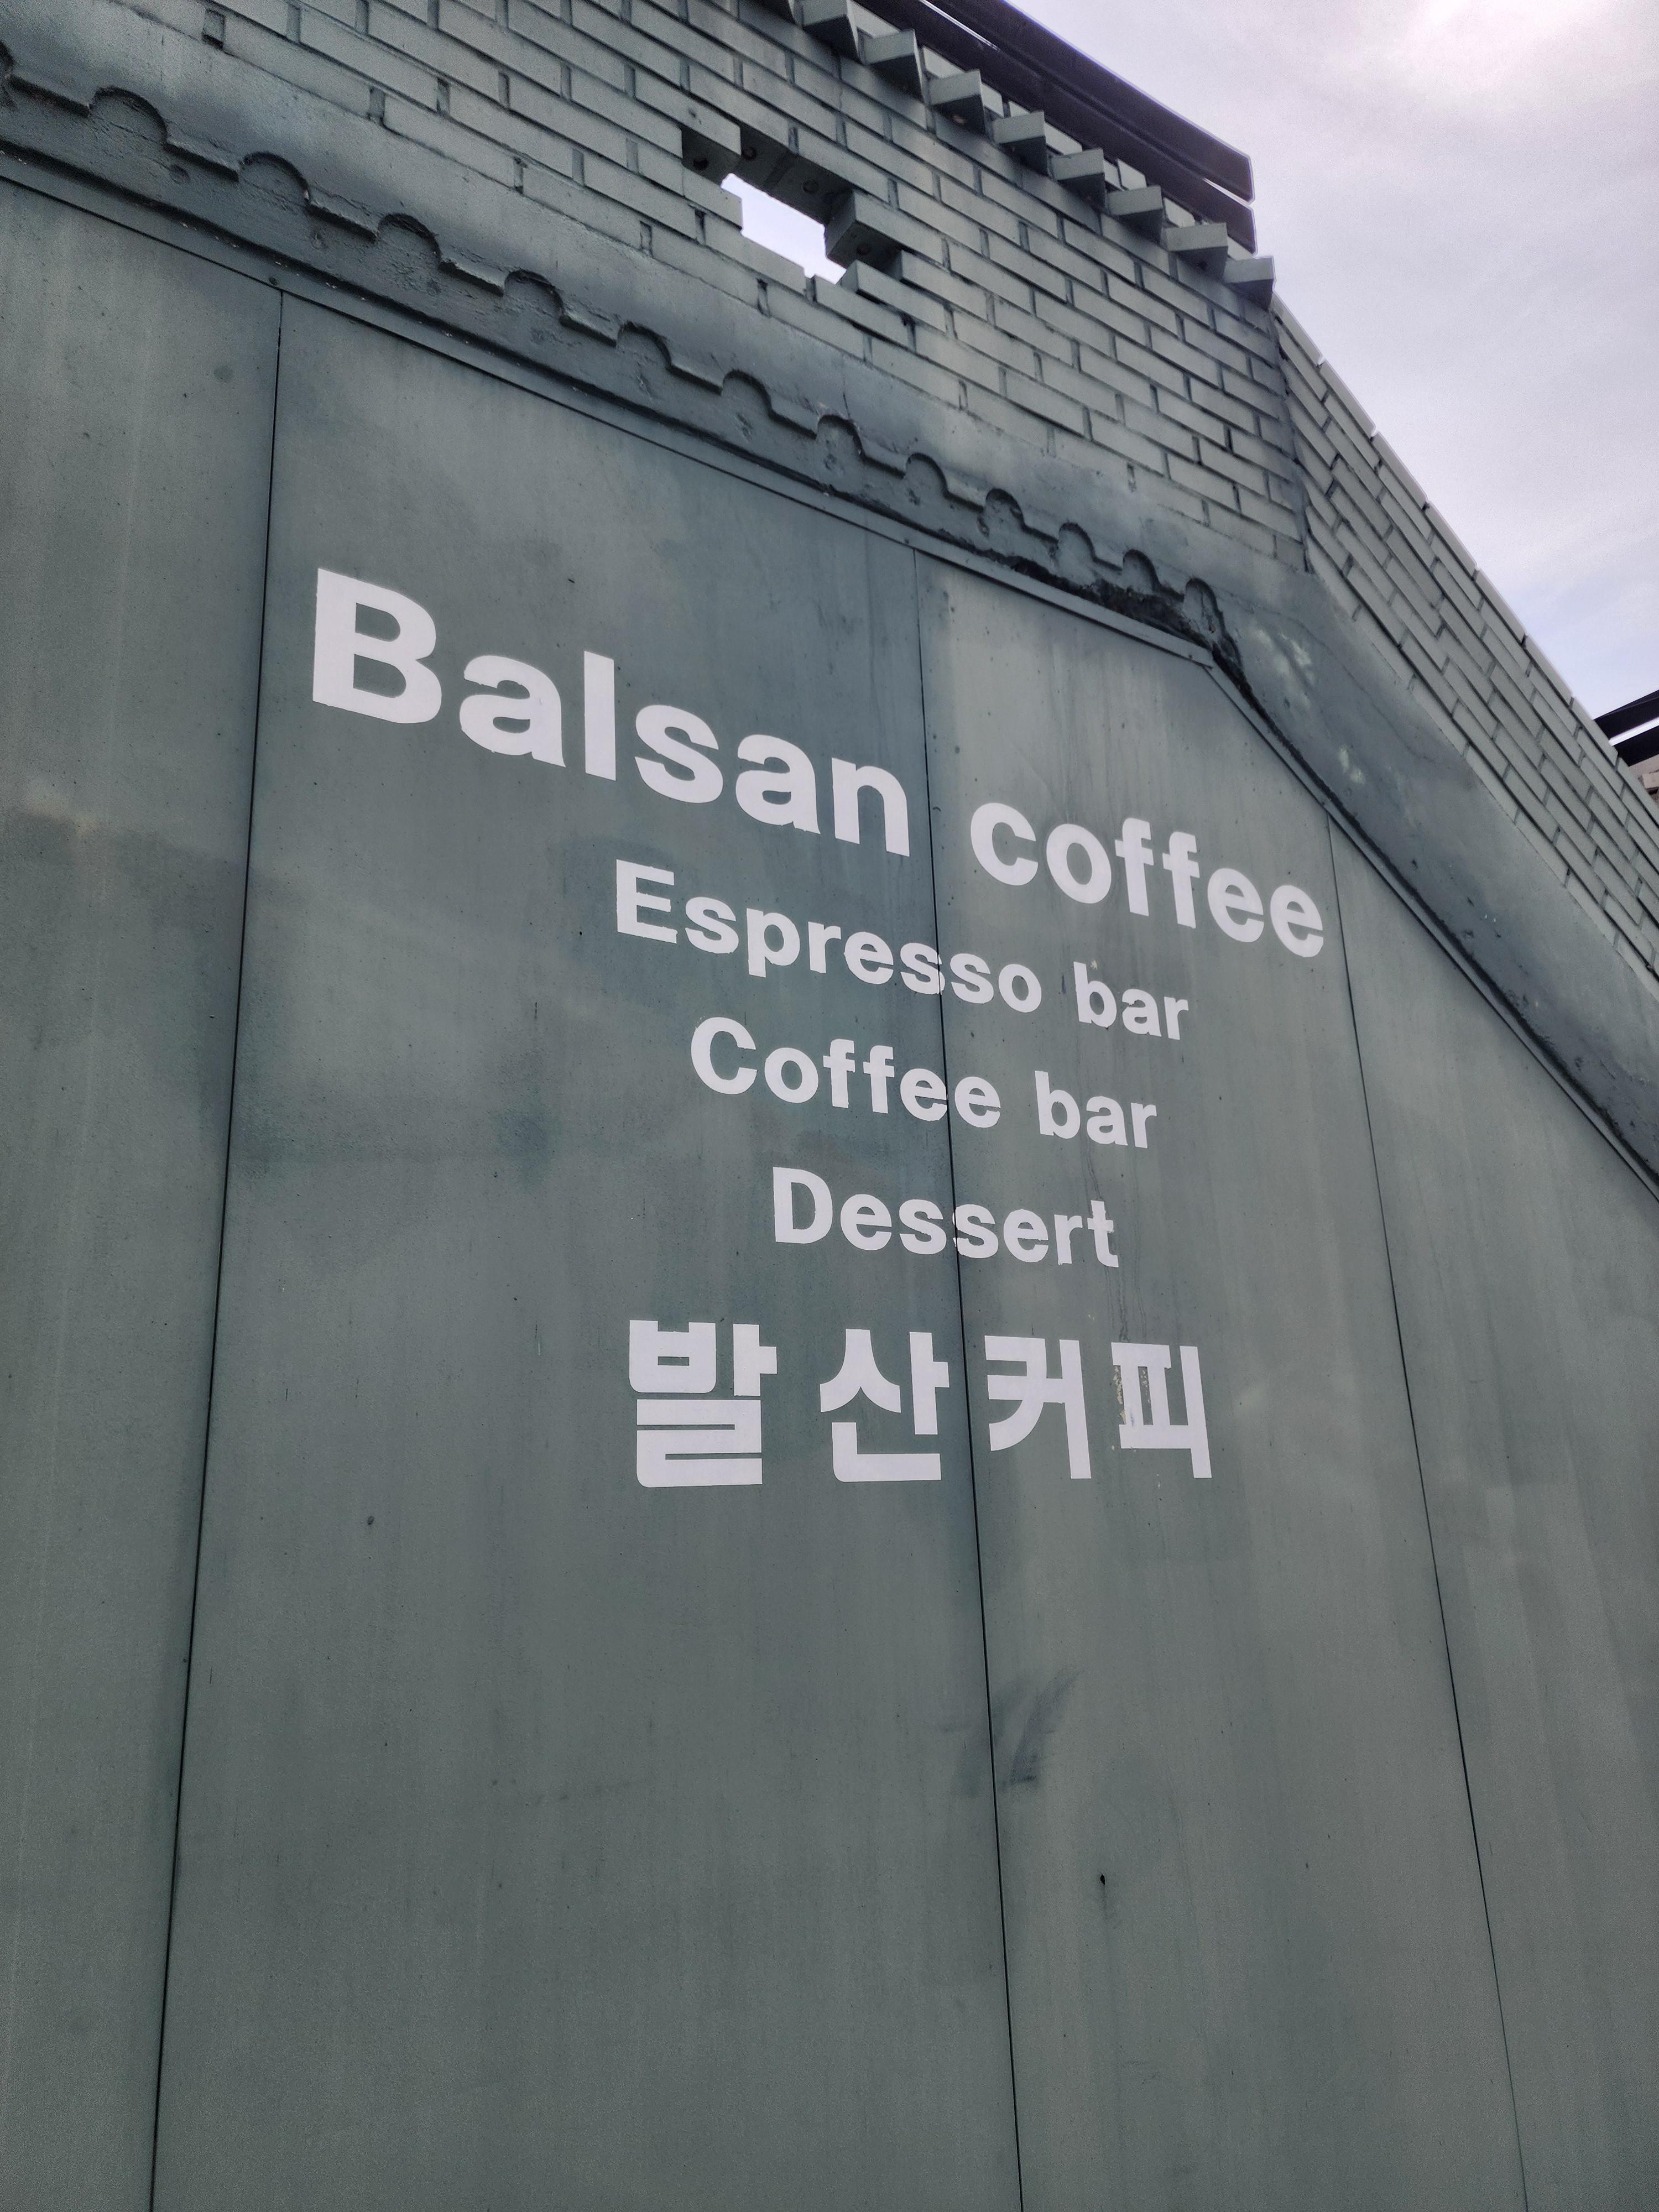 Balsan coffee
Espresso bar
Coffee bar
Dessert
발산커피